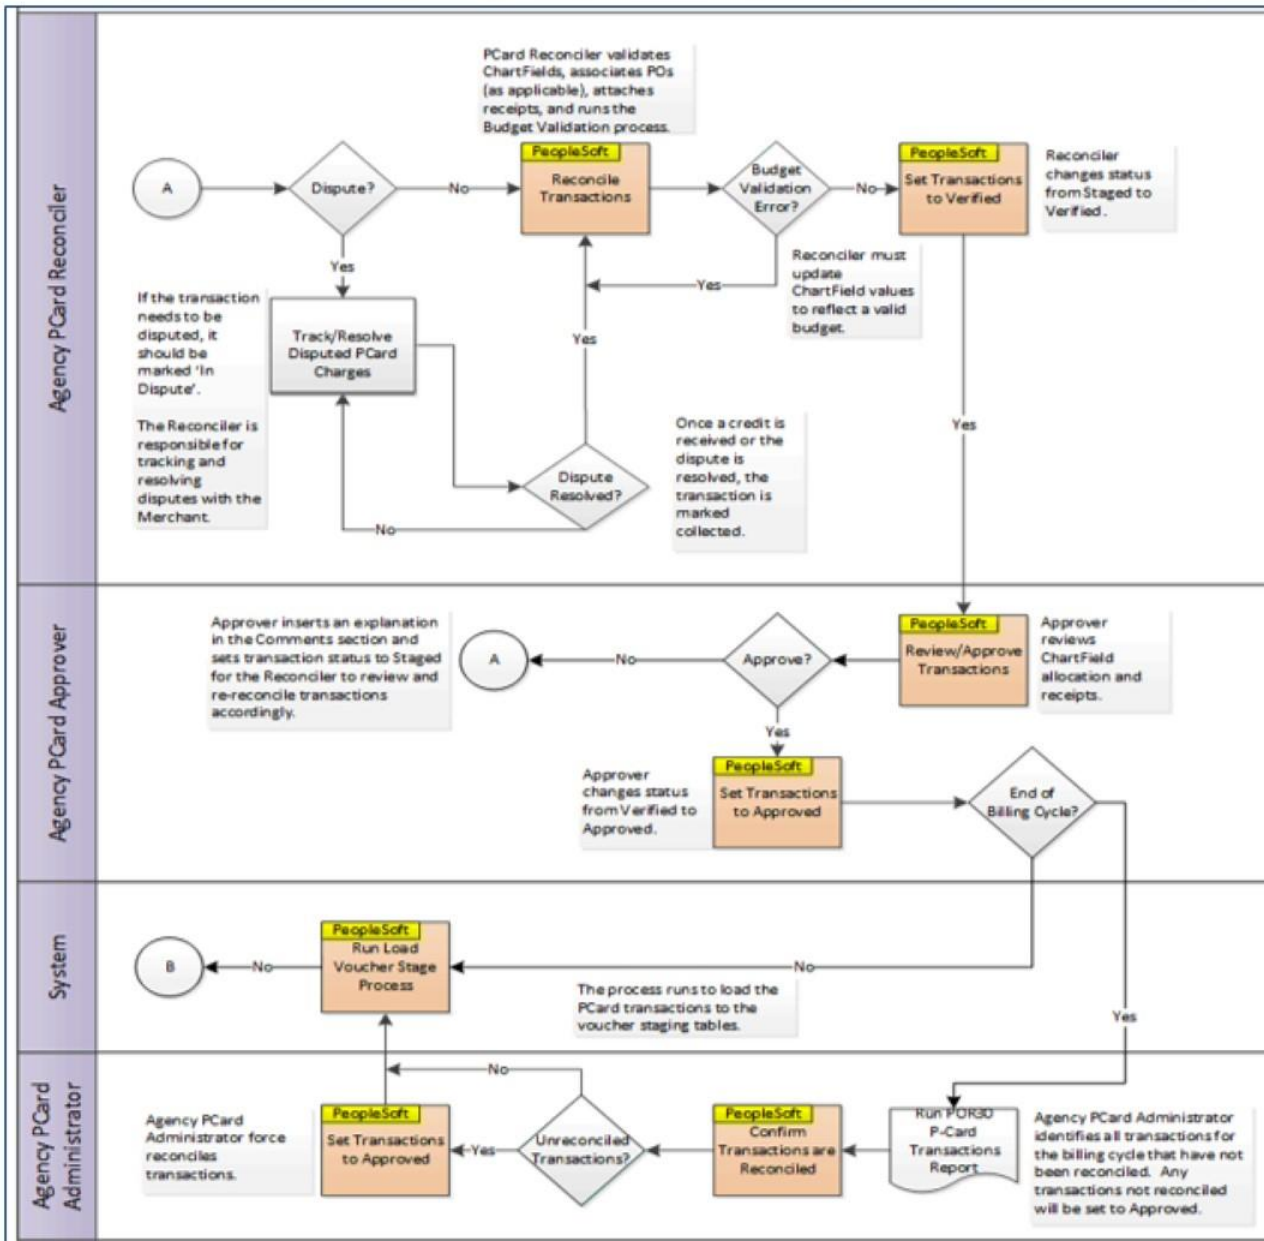 Agency PCard Reconciler
PCard Reconciler validates
ChartFields, associates POs
(as applicable), attaches
receipts, and runs the
Budget Validation process.
A
Dispute?
No
PeopleSoft
Reconcile
Transactions
Budget
Validation
Error?
No
PeopleSoft
Set Transactions
to Verified
Reconciler
changes status
from Staged to
Verified.
Yes
Yes
Reconciler must
update
ChartField values
to reflect a valid
budget.
If the transaction
needs to be
disputed, it
should be
marked 'In
Dispute'.
The Reconciler is
responsible for
tracking and
resolving
disputes with the
Merchant.
Track/Resolve
Disputed PCard
Charges
Yes
Dispute
Resolved?
No
Once a credit is
received or the
dispute is
resolved, the
transaction is
marked
collected.
Yes
Agency PCard Approver
Approver inserts an explanation
in the Comments section and
sets transaction status to Staged
for the Reconciler to review and
re-reconcile transactions
accordingly.
A
No
Approve?
PeopleSoft
Review/Approve
Transactions
Approver
reviews
ChartField
allocation and
receipts.
Yes
Approver
changes status
from Verified to
Approved.
PeopleSoft
Set Transactions
to Approved
End of
Billing Cycle?
System
B
No
PeopleSoft
Run Load
Voucher Stage
Process
No
The process runs to load the
PCard transactions to the
voucher staging tables.
Yes
Agency PCard
Administrator
Agency PCard
Administrator force
reconciles
transactions.
PeopleSoft
Set Transactions
to Approved
No
Yes
Unreconciled
Transactions?
PeopleSoft
Confirm
Transactions are
Reconciled
Run POR30
P-Card
Transactions
Report
Agency PCard Administrator
identifies all transactions for
the billing cycle that have not
been reconciled. Any
transactions not reconciled
will be set to Approved.